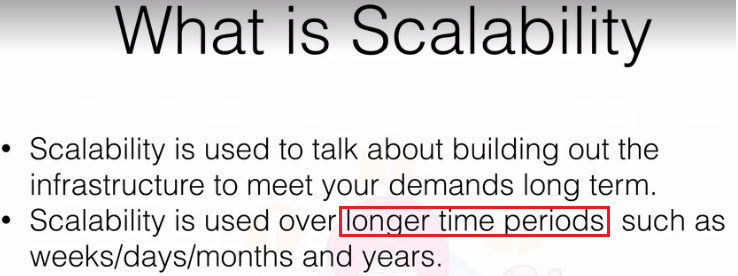 What is Scalability
• Scalability is used to talk about building out the
infrastructure to meet your demands long term.
• Scalability is used over longer time periods such as
weeks/days/months and years.